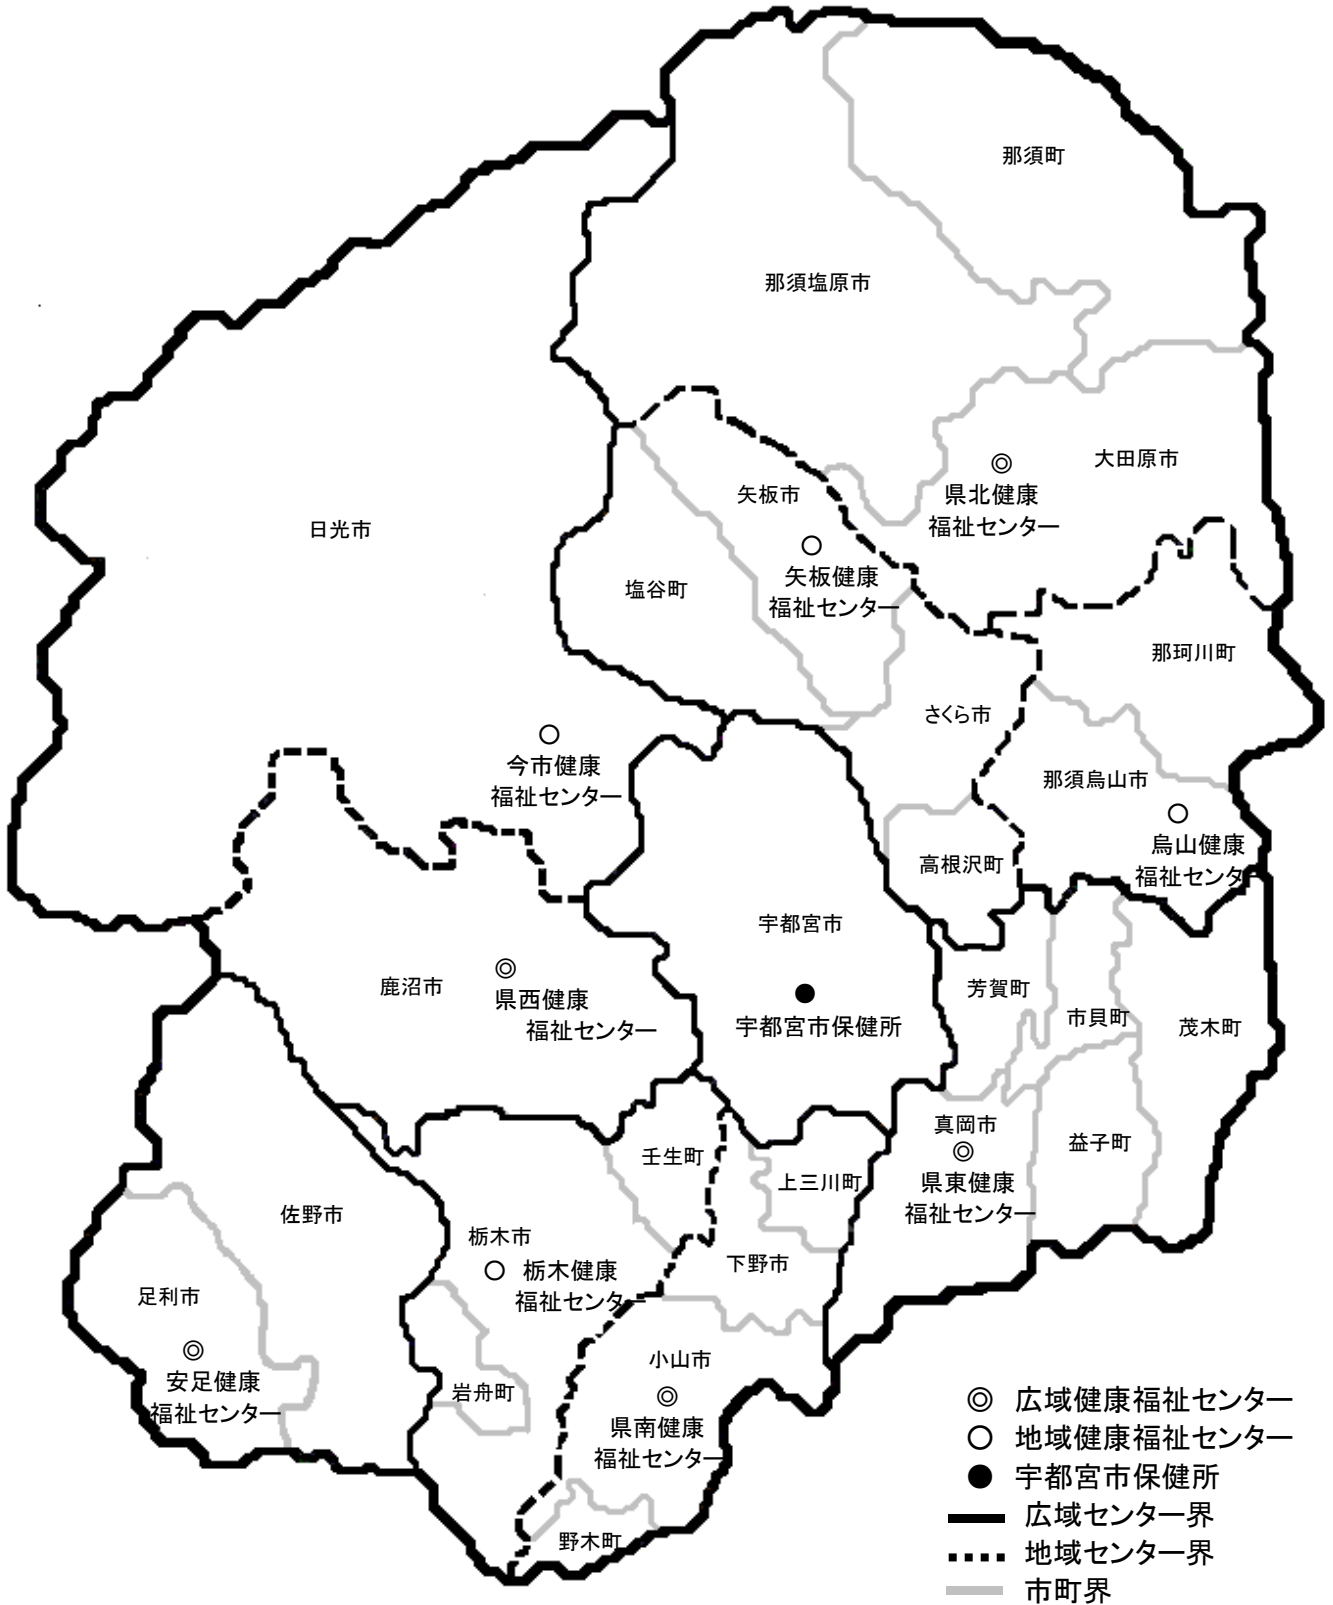 那須町
那須塩原市
大田原市
◎
県北健康
福祉センター
矢板市
○
矢板健康
福祉センター
日光市
塩谷町
那珂川町
さくら市
○
今市健康
福祉センター
那須烏山市
○
烏山健康
福祉センター
高根沢町
宇都宮市
●
宇都宮市保健所
鹿沼市
◎
県西健康
福祉センター
芳賀町
市貝町
茂木町
真岡市
◎
県東健康
福祉センター
益子町
壬生町
上三川町
佐野市
栃木市
○ 栃木健康
福祉センター
下野市
足利市
◎
安足健康
福祉センター
小山市
◎
県南健康
福祉センター
岩舟町
野木町
◎ 広域健康福祉センター
○ 地域健康福祉センター
● 宇都宮市保健所
広域センター界
地域センター界
市町界